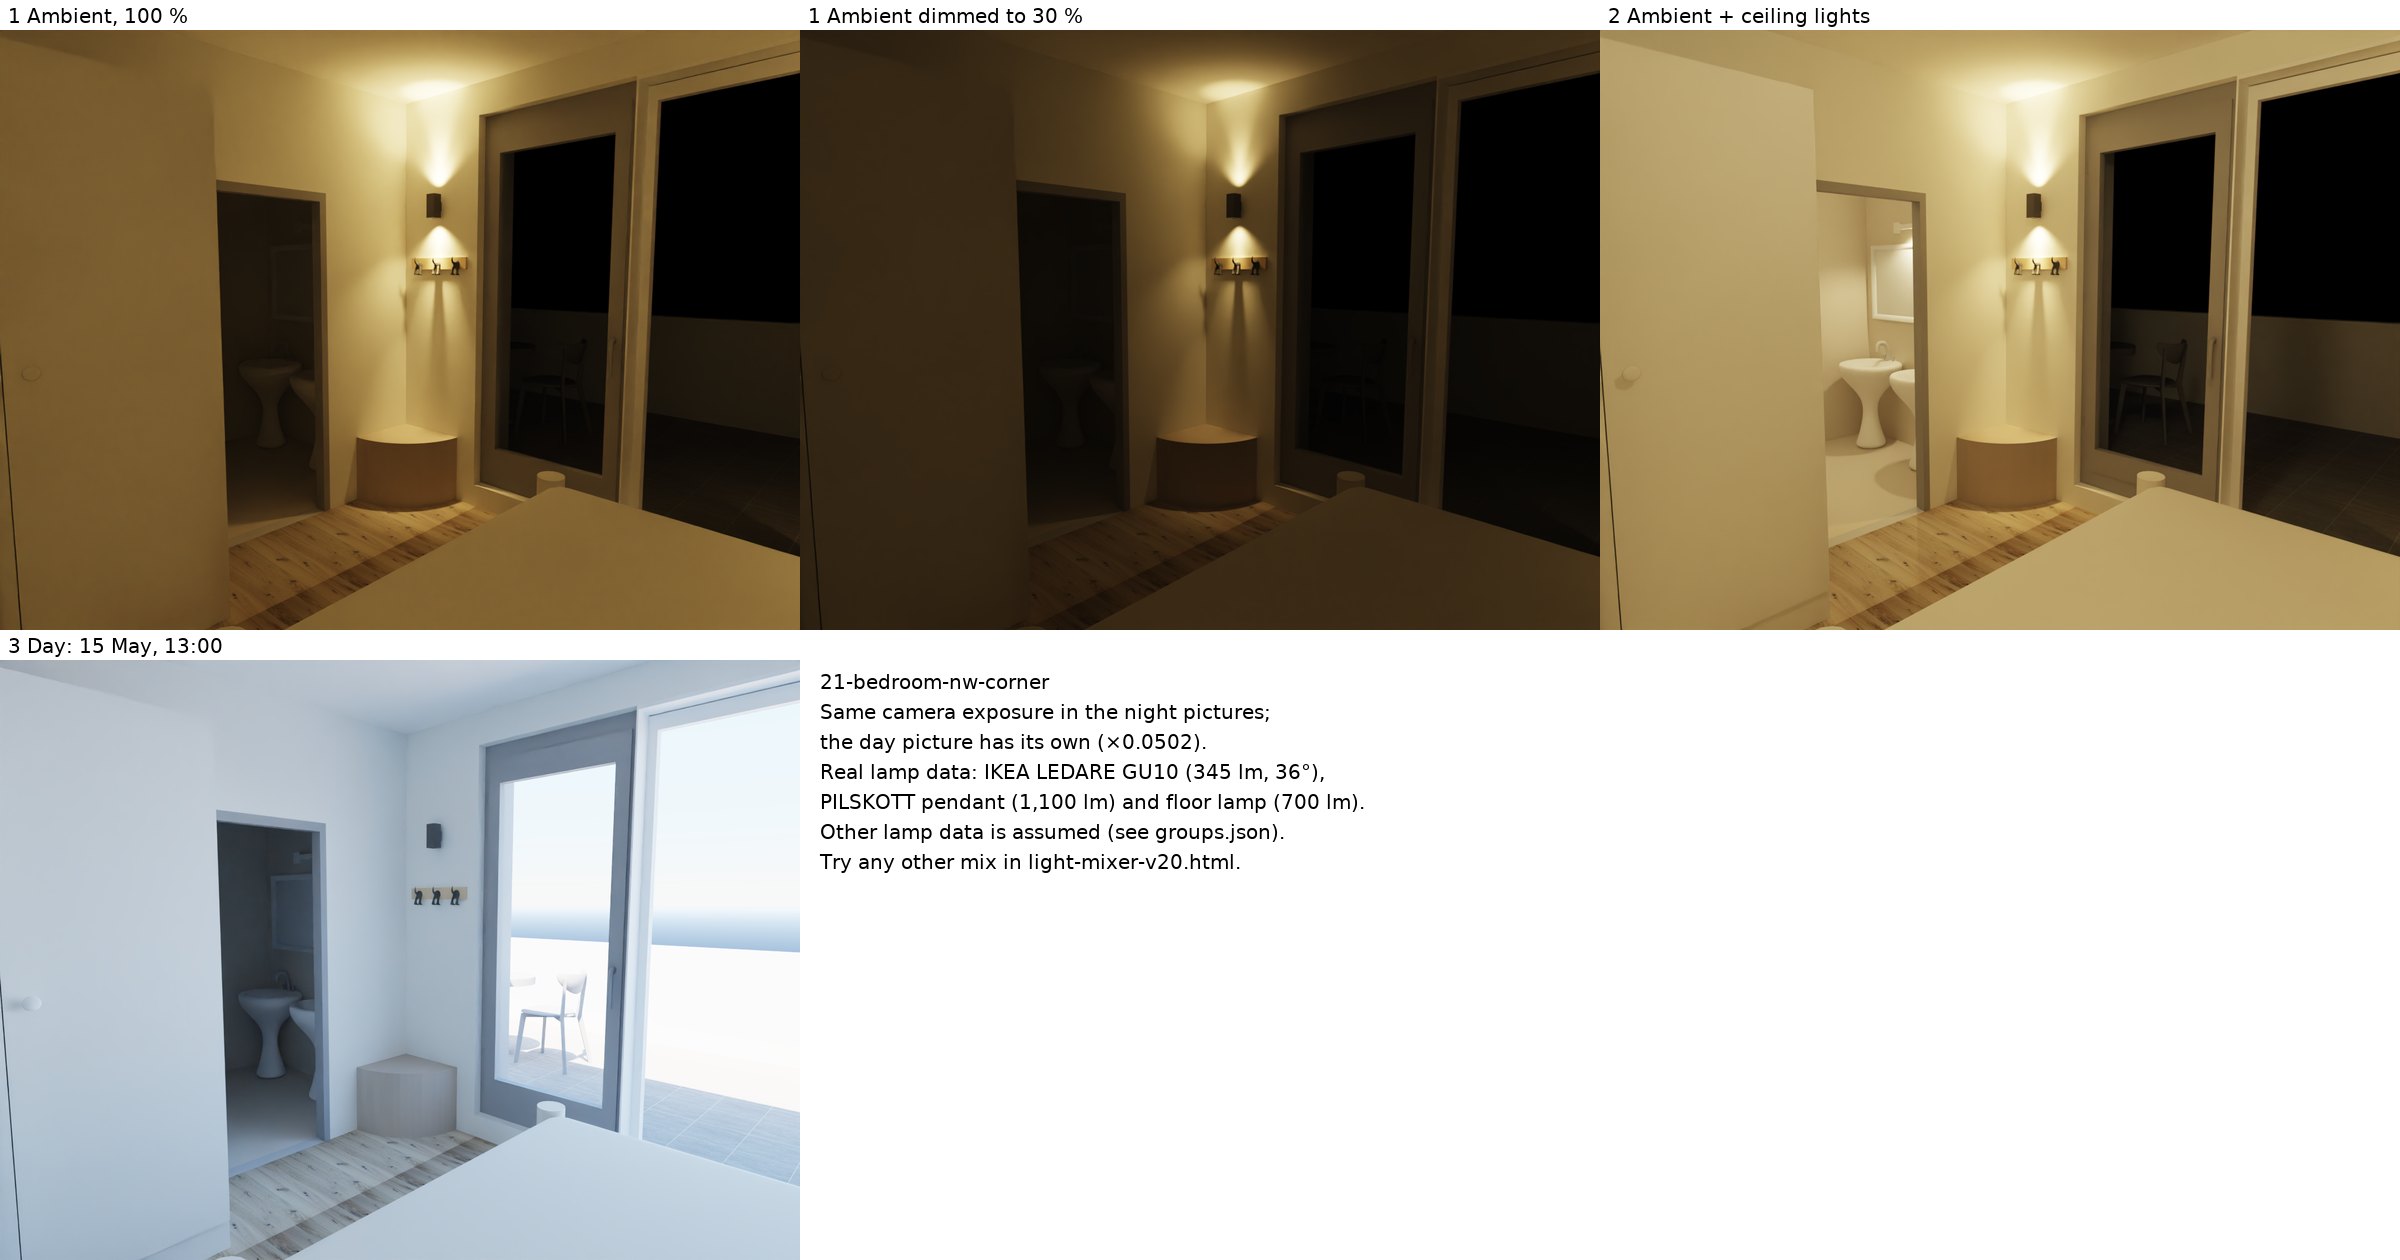 1 Ambient, 100 %
1 Ambient dimmed to 30 %
2 Ambient + ceiling lights
3 Day: 15 May, 13:00
21-bedroom-nw-corner
Same camera exposure in the night pictures;
the day picture has its own (×0.0502).
Real lamp data: IKEA LEDARE GU10 (345 lm, 36°),
PILSKOTT pendant (1,100 lm) and floor lamp (700 lm).
Other lamp data is assumed (see groups.json).
Try any other mix in light-mixer-v20.html.